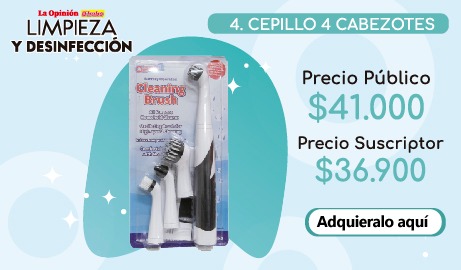 La Opinión
LIMPIEZA
Y DESINFECCIÓN
4. CEPILLO 4 CABEZOTES
Cleaning
Brush
Precio Público
$41.000
Precio Suscriptor
$36.900
Adquieralo aquí